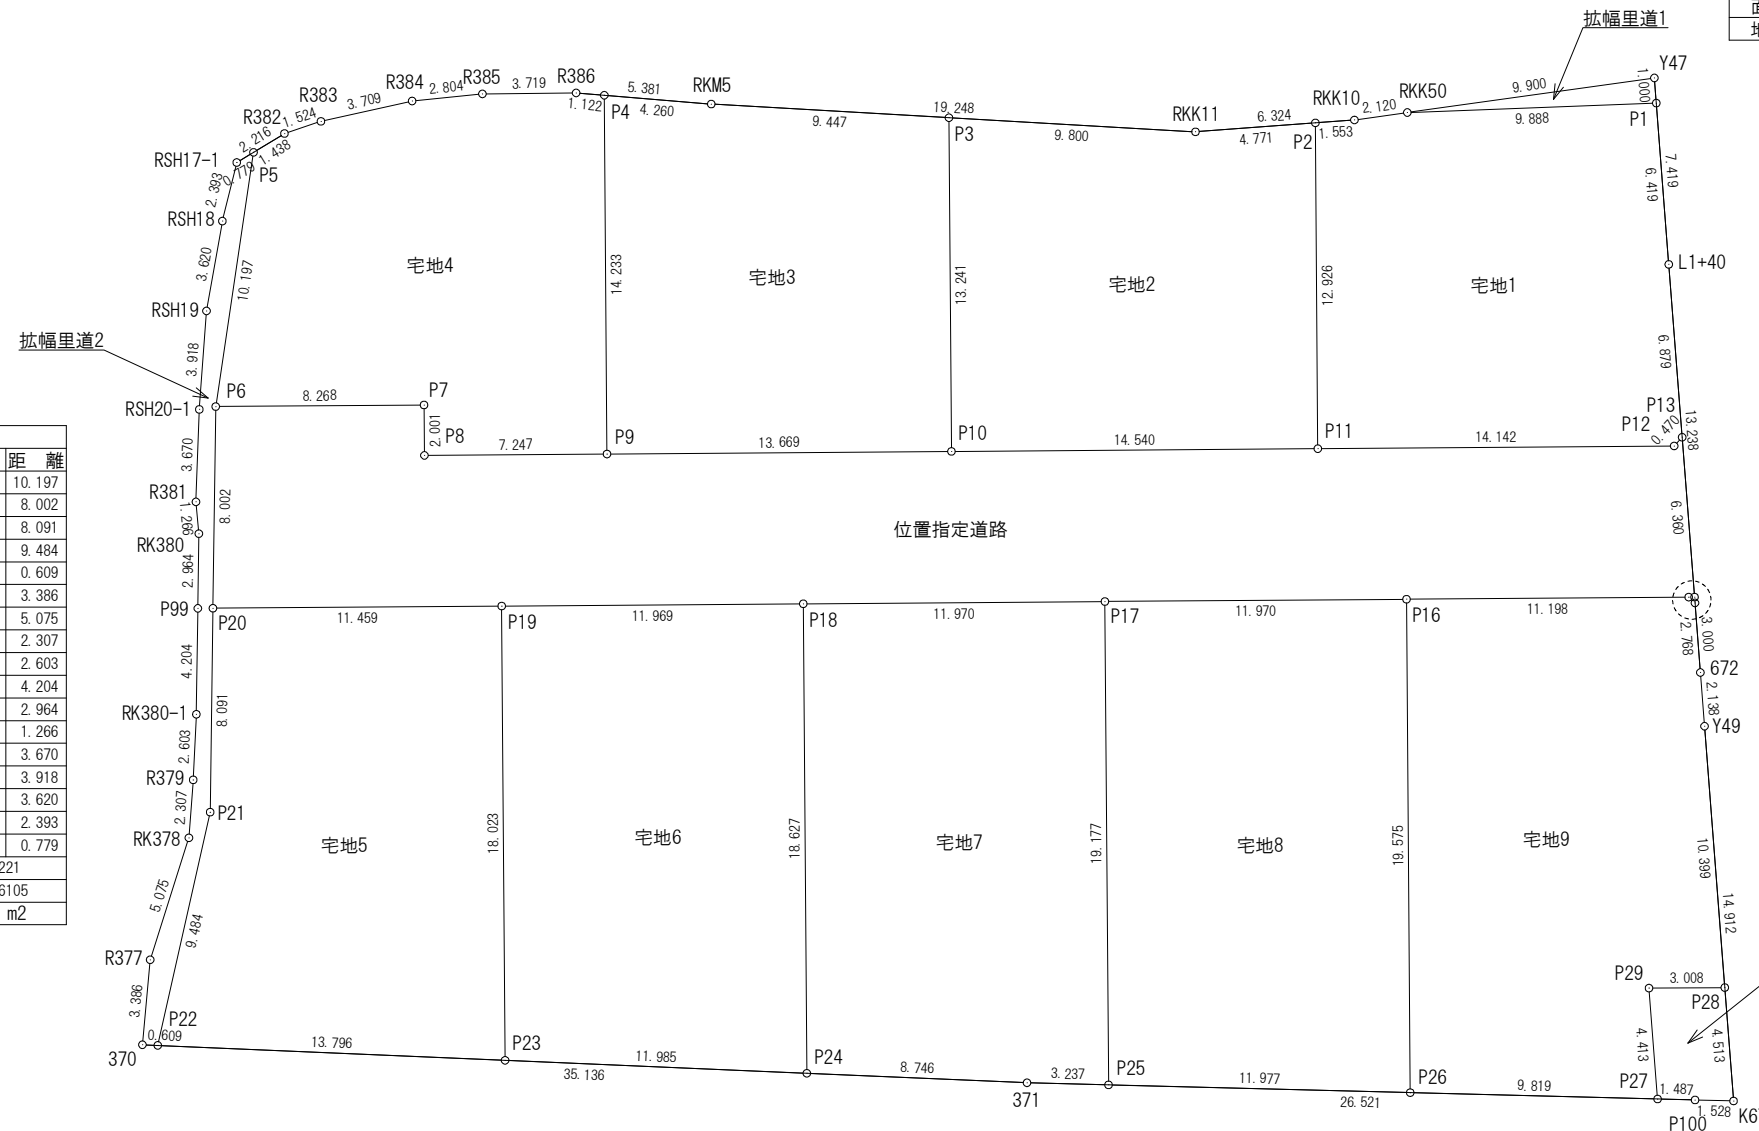 拡幅里道1
Y47
R384
R385
R386
RKM5
RKK11
RKK10
RKK50
P1
2. 804
3. 719
5. 381
9. 900
1. 000
R383
3. 709
1. 122
P4
4. 260
19. 248
6. 324
2. 120
9. 888
R382
1. 524
9. 447
P3
9. 800
4. 771
P2
1. 553
2. 216
1. 438
RSH17-1
0. 779
P5
2. 393
7. 419
6. 419
RSH18
3. 620
10. 197
宅地4
14. 233
宅地3
13. 241
宅地2
12. 926
宅地1
L1+40
RSH19
拡幅里道2
3. 918
6. 879
P6
8. 268
P7
RSH20-1
2. 001
P8
7. 247
P9
13. 669
P10
14. 540
P11
14. 142
P12
P13
0. 470
13. 238
距　離
10. 197
8. 002
8. 091
9. 484
0. 609
3. 386
5. 075
2. 307
2. 603
4. 204
2. 964
1. 266
3. 670
3. 918
3. 620
2. 393
0. 779
221
6105
m2
3. 670
R381
1. 266
8. 002
RK380
2. 964
位置指定道路
6. 360
P99
P20
11. 459
P19
11. 969
P18
11. 970
P17
11. 970
P16
11. 198
2. 768
3. 000
672
4. 204
8. 091
RK380-1
2. 138
Y49
2. 603
R379
2. 307
P21
RK378
宅地5
18. 023
宅地6
18. 627
宅地7
19. 177
宅地8
19. 575
宅地9
10. 399
5. 075
9. 484
14. 912
R377
3. 386
P29
3. 008
P28
4. 413
4. 513
P22
0. 609
370
13. 796
P23
11. 985
35. 136
P24
8. 746
371
3. 237
P25
11. 977
26. 521
P26
9. 819
P27
1. 487
P100
1. 528